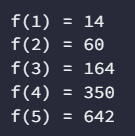 f(1) = 14
f(2) = 60
f(3) = 164
f(4) = 350
f(5) = 642